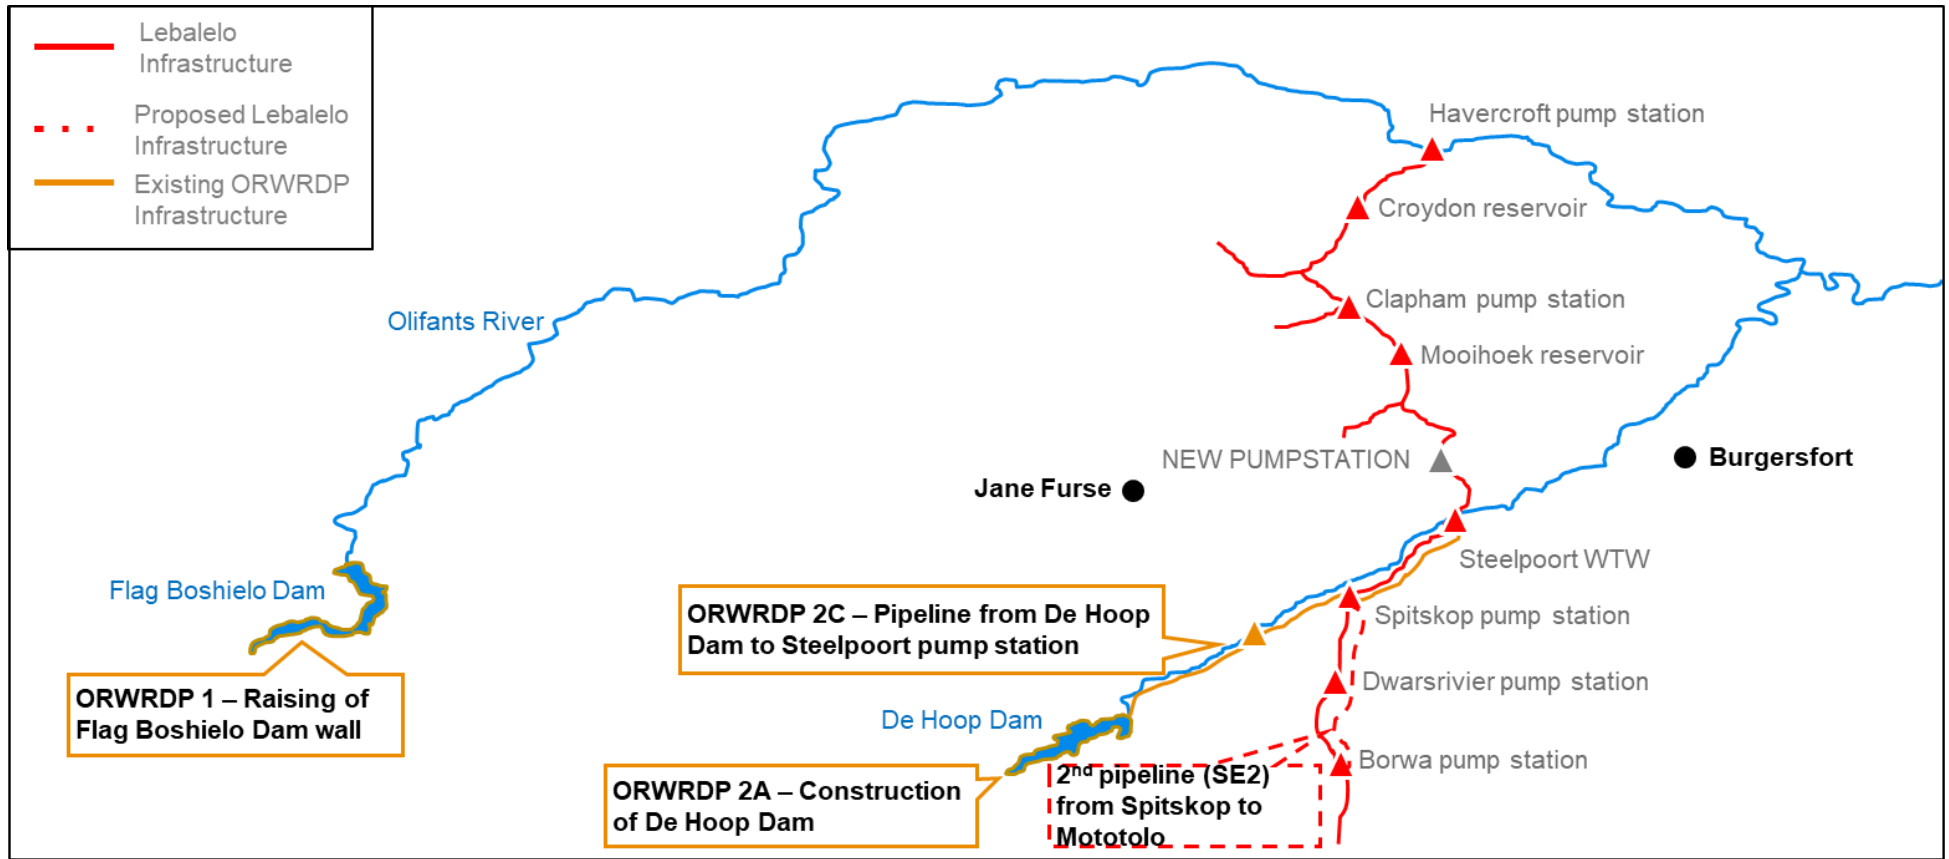 Lebalelo
Infrastructure
Proposed Lebalelo
Infrastructure
Existing ORWRDP
Infrastructure
Havercroft pump station
Croydon reservoir
Clapham pump station
Olifants River
Mooihoek reservoir
NEW PUMPSTATION
Burgersfort
Jane Furse
Steelpoort WTW
Flag Boshielo Dam
ORWRDP 2C – Pipeline from De Hoop
Dam to Steelpoort pump station
Spitskop pump station
ORWRDP 1 – Raising of
Flag Boshielo Dam wall
Dwarsrivier pump station
De Hoop Dam
Borwa pump station
ORWRDP 2A – Construction
of De Hoop Dam
2nd pipeline (SE2)
from Spitskop to
Mototolo